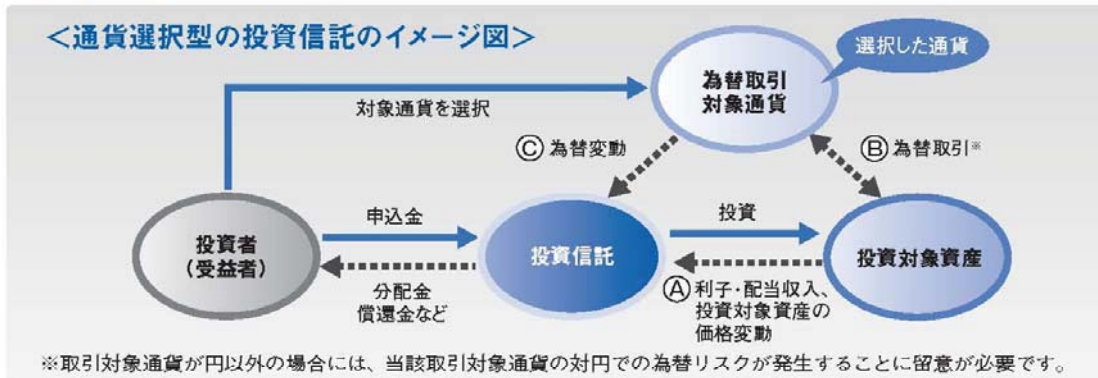 ＜通貨選択型の投資信託のイメージ図＞
選択した通貨
為替取引
対象通貨
対象通貨を選択
Ⓒ 為替変動
Ⓑ 為替取引※
投資者
（受益者）
申込金
分配金
償還金など
投資信託
投資
Ⓐ 利子・配当収入、
投資対象資産の
価格変動
投資対象資産
※取引対象通貨が円以外の場合には、当該取引対象通貨の対円での為替リスクが発生することに留意が必要です。